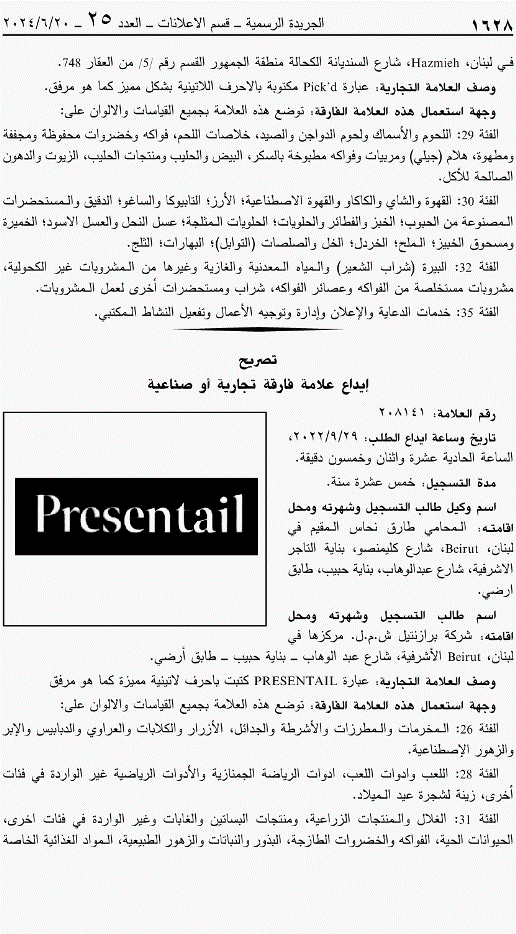 ١٦٢٨ الجريدة الرسمية ــ قسم الاعلانات ــ العدد ٢٥ ــ ٢٠٢٤/٦/٢٠
في لبنان، Hazmieh، شارع السنديانة الكحالة منطقة الجمهور القسم رقم /5/ من العقار 748.
وصف العلامة التجارية: عبارة Pick'd مكتوبة بالاحرف اللاتينية بشكل مميز كما هو مرفق.
وجهة استعمال هذه العلامة الفارقة: توضع هذه العلامة بجميع القياسات والالوان على:
الفئة 29: اللحوم والأسماك ولحوم الدواجن والصيد، خلاصات اللحم، فواكه وخضروات محفوظة ومجففة
ومطهوة، هلام (جيلي) ومربيات وفواكه مطبوخة بالسكر، البيض والحليب ومنتجات الحليب، الزيوت والدهون
الصالحة للأكل.
الفئة 30: القهوة والشاي والكاكاو والقهوة الاصطناعية؛ الأرز؛ التابيوكا والساغو؛ الدقيق والمستحضرات
المصنوعة من الحبوب؛ الخبز والفطائر والحلويات؛ الحلويات المثلجة؛ عسل النحل والعسل الاسود؛ الخميرة
ومسحوق الخبيز؛ الملح؛ الخردل؛ الخل والصلصات (التوابل)؛ البهارات؛ الثلج.
الفئة 32: البيرة (شراب الشعير) والمياه المعدنية والغازية وغيرها من المشروبات غير الكحولية،
مشروبات مستخلصة من الفواكه وعصائر الفواكه، شراب ومستحضرات أخرى لعمل المشروبات.
الفئة 35: خدمات الدعاية والإعلان وإدارة وتوجيه الأعمال وتفعيل النشاط المكتبي.
تصريح
إيداع علامة فارقة تجارية أو صناعية
رقم العلامة: ٢٠٨١٤١
تاريخ وساعة ايداع الطلب: ٢٠٢٢/٩/٢٩،
الساعة الحادية عشرة واثنان وخمسون دقيقة.
مدة التسجيل: خمس عشرة سنة.
اسم وكيل طالب التسجيل وشهرته ومحل
اقامته: المحامي طارق نحاس المقيم في
لبنان، Beirut، شارع كليمنصو، بناية التاجر
الاشرفية، شارع عبدالوهاب، بناية حبيب، طابق
ارضي.
Presentail
اسم طالب التسجيل وشهرته ومحل
اقامته: شركة برازنتيل ش.م.ل. مركزها في
لبنان، Beirut الأشرفية، شارع عبد الوهاب ــ بناية حبيب ــ طابق أرضي.
وصف العلامة التجارية: عبارة PRESENTAIL كتبت باحرف لاتينية مميزة كما هو مرفق
وجهة استعمال هذه العلامة الفارقة: توضع هذه العلامة بجميع القياسات والالوان على:
الفئة 26: المخرمات والمطرزات والأشرطة والجدائل، الأزرار والكلابات والعراوي والدبابيس والإبر
والزهور الإصطناعية.
الفئة 28: اللعب وادوات اللعب، ادوات الرياضة الجمنازية والأدوات الرياضية غير الواردة في فئات
أخرى، زينة لشجرة عيد الميلاد.
الفئة 31: الغلال والمنتجات الزراعية، ومنتجات البساتين والغابات وغير الواردة في فئات اخرى،
الحيوانات الحية، الفواكه والخضروات الطازجة، البذور والنباتات والزهور الطبيعية، المواد الغذائية الخاصة